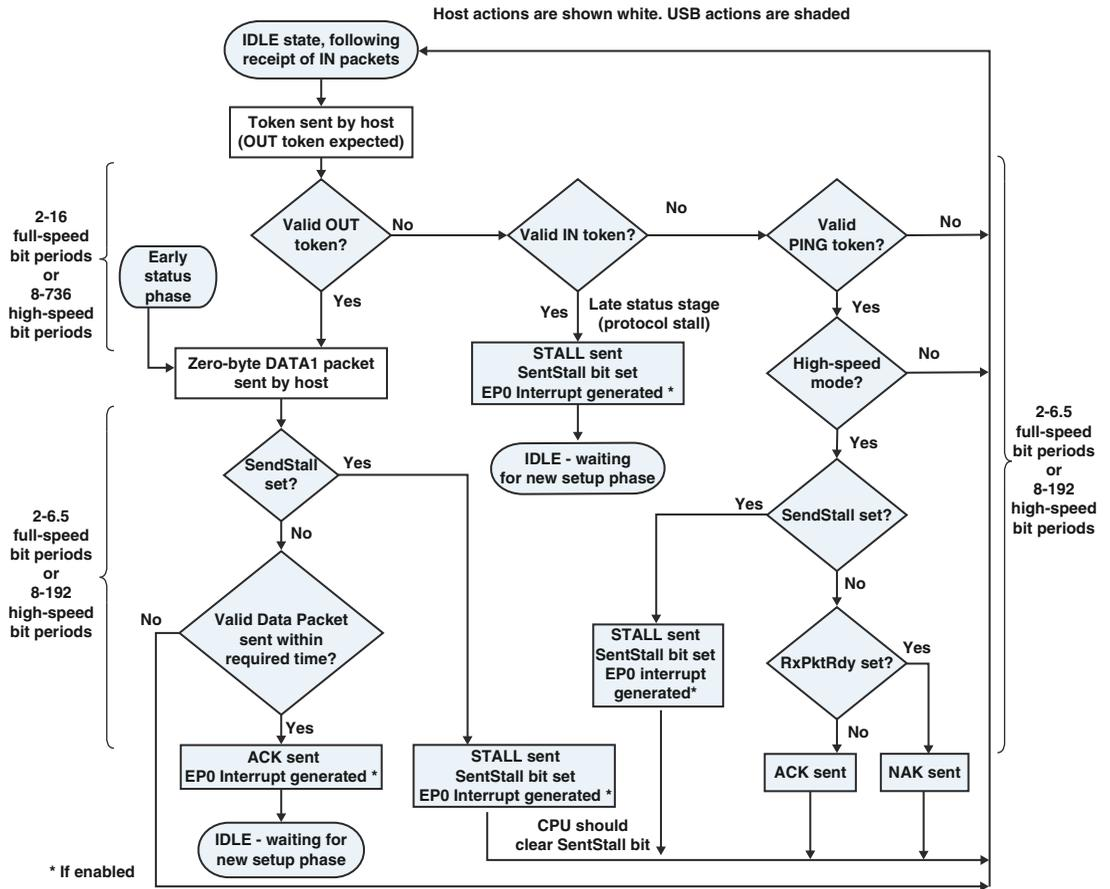 Host actions are shown white. USB actions are shaded
IDLE state, following
receipt of IN packets
Token sent by host
(OUT token expected)
2-16
full-speed
bit periods
or
8-736
high-speed
bit periods
Early
status
phase
Valid OUT
token?
No
Yes
Valid IN token?
No
Yes
Late status stage
(protocol stall)
Valid
PING token?
No
Yes
Zero-byte DATA1 packet
sent by host
STALL sent
SentStall bit set
EP0 Interrupt generated *
IDLE - waiting
for new setup phase
High-speed
mode?
No
Yes
2-6.5
full-speed
bit periods
or
8-192
high-speed
bit periods
SendStall
set?
Yes
No
SendStall set?
Yes
No
2-6.5
full-speed
bit periods
or
8-192
high-speed
bit periods
Valid Data Packet
sent within
required time?
No
Yes
STALL sent
SentStall bit set
EP0 interrupt
generated*
RxPktRdy set?
Yes
No
ACK sent
EP0 Interrupt generated *
STALL sent
SentStall bit set
EP0 Interrupt generated *
ACK sent
NAK sent
IDLE - waiting for
new setup phase
CPU should
clear SentStall bit
* If enabled